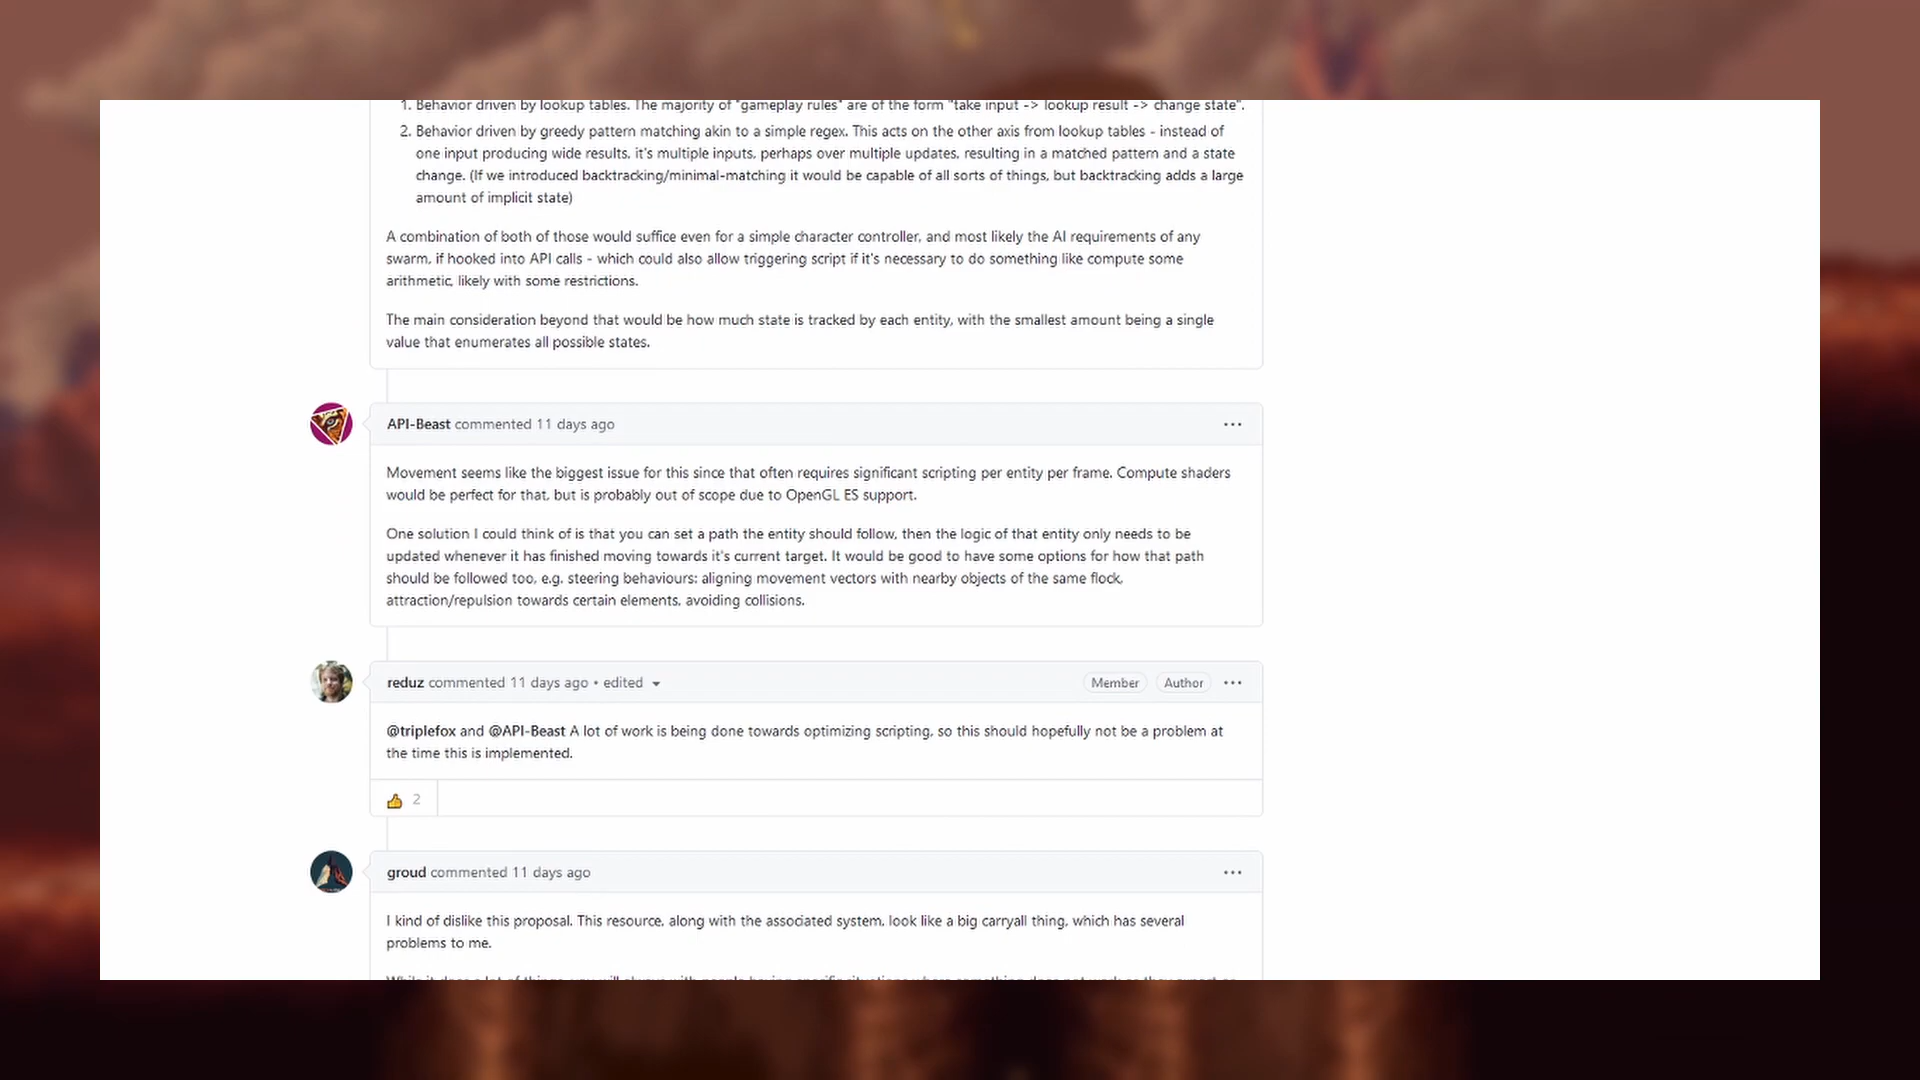 1. Behavior driven by lookup tables. The majority of "gameplay rules" are of the form "take input -> lookup result -> change state".
2. Behavior driven by greedy pattern matching akin to a simple regex. This acts on the other axis from lookup tables - instead of
one input producing wide results, it's multiple inputs, perhaps over multiple updates, resulting in a matched pattern and a state
change. (If we introduced backtracking/minimal-matching it would be capable of all sorts of things, but backtracking adds a large
amount of implicit state)
A combination of both of those would suffice even for a simple character controller, and most likely the AI requirements of any
swarm, if hooked into API calls - which could also allow triggering script if it's necessary to do something like compute some
arithmetic, likely with some restrictions.
The main consideration beyond that would be how much state is tracked by each entity, with the smallest amount being a single
value that enumerates all possible states.
API-Beast commented 11 days ago
Movement seems like the biggest issue for this since that often requires significant scripting per entity per frame. Compute shaders
would be perfect for that, but is probably out of scope due to OpenGL ES support.
One solution I could think of is that you can set a path the entity should follow, then the logic of that entity only needs to be
updated whenever it has finished moving towards it's current target. It would be good to have some options for how that path
should be followed too, e.g. steering behaviours: aligning movement vectors with nearby objects of the same flock,
attraction/repulsion towards certain elements, avoiding collisions.
reduz commented 11 days ago • edited
Member
Author
@triplefox and @API-Beast A lot of work is being done towards optimizing scripting, so this should hopefully not be a problem at
the time this is implemented.
2
groud commented 11 days ago
I kind of dislike this proposal. This resource, along with the associated system, look like a big carryall thing, which has several
problems to me.